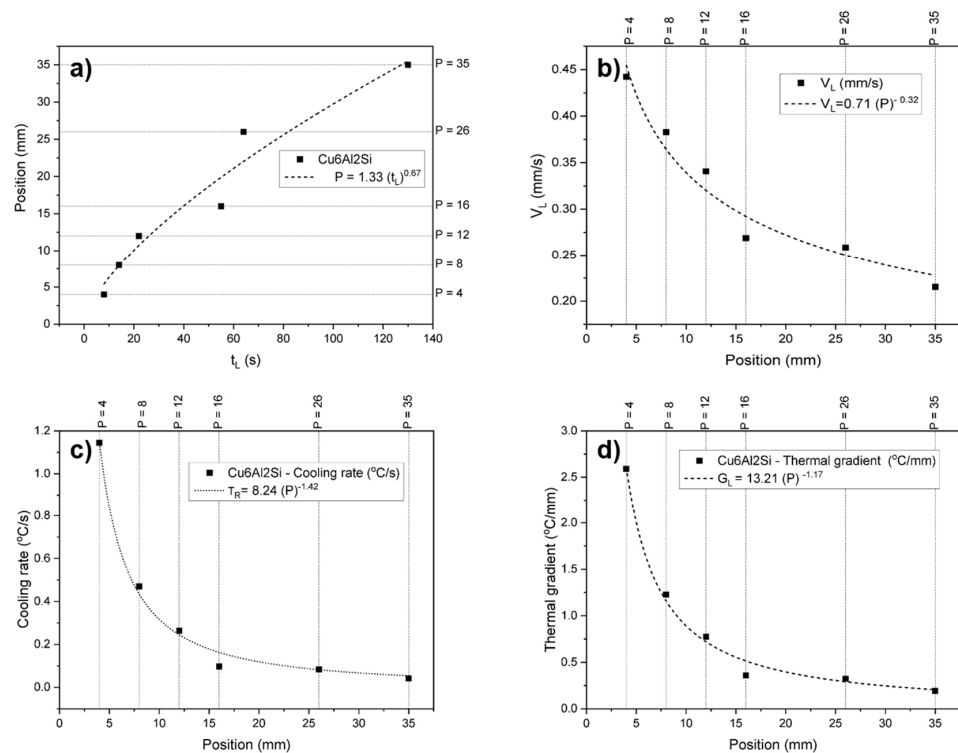 a)
Position (mm)
35
30
25
20
15
10
5
0
0 20 40 60 80 100 120 140
t_L (s)
Cu6Al2Si
P = 1.33 (t_L)^0.67
P = 35
P = 26
P = 16
P = 12
P = 8
P = 4
b)
P = 4 P = 8 P = 12 P = 16 P = 26 P = 35
V_L (mm/s)
0.45
0.40
0.35
0.30
0.25
0.20
0 5 10 15 20 25 30 35
Position (mm)
V_L (mm/s)
V_L=0.71 (P)^- 0.32
c)
P = 4 P = 8 P = 12 P = 16 P = 26 P = 35
Cooling rate (°C/s)
1.2
1.0
0.8
0.6
0.4
0.2
0.0
0 5 10 15 20 25 30 35
Position (mm)
Cu6Al2Si - Cooling rate (°C/s)
T_R= 8.24 (P)^-1.42
d)
P = 4 P = 8 P = 12 P = 16 P = 26 P = 35
Thermal gradient (°C/mm)
3.0
2.5
2.0
1.5
1.0
0.5
0.0
0 5 10 15 20 25 30 35
Position (mm)
Cu6Al2Si - Thermal gradient (°C/mm)
G_L = 13.21 (P)^-1.17